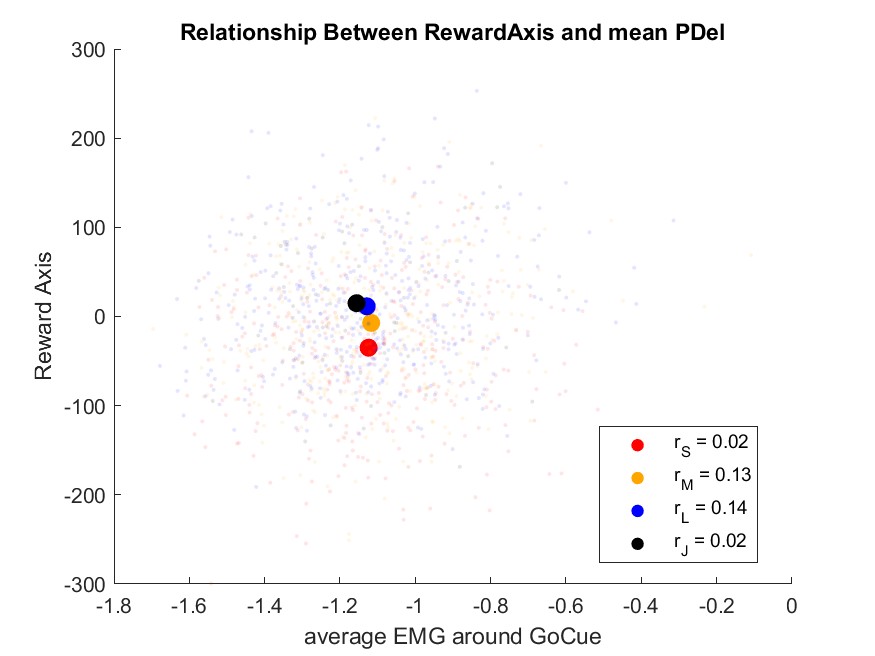 Relationship Between RewardAxis and mean PDel
300
200
100
0
-100
-200
-300
Reward Axis
-1.8 -1.6 -1.4 -1.2 -1 -0.8 -0.6 -0.4 -0.2 0
average EMG around GoCue
r_S = 0.02
r_M = 0.13
r_L = 0.14
r_J = 0.02